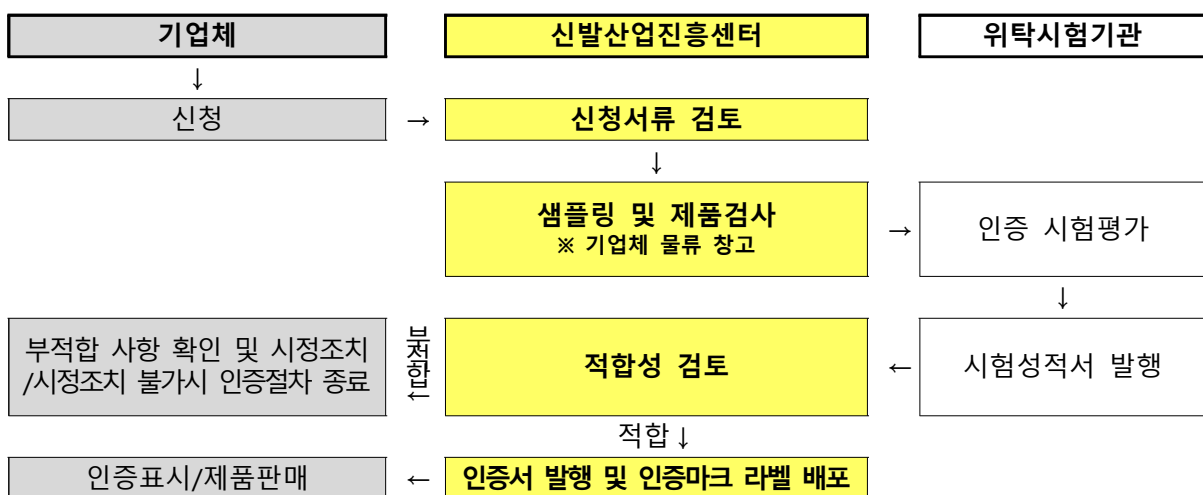 기업체
신발산업진흥센터
위탁시험기관
↓
신청
→
신청서류 검토
↓
샘플링 및 제품검사
※ 기업체 물류 창고
→
인증 시험평가
↓
부적합 사항 확인 및 시정조치
/시정조치 불가시 인증절차 종료
부적합
↓
적합성 검토
←
시험성적서 발행
적합↓
인증표시/제품판매
←
인증서 발행 및 인증마크 라벨 배포